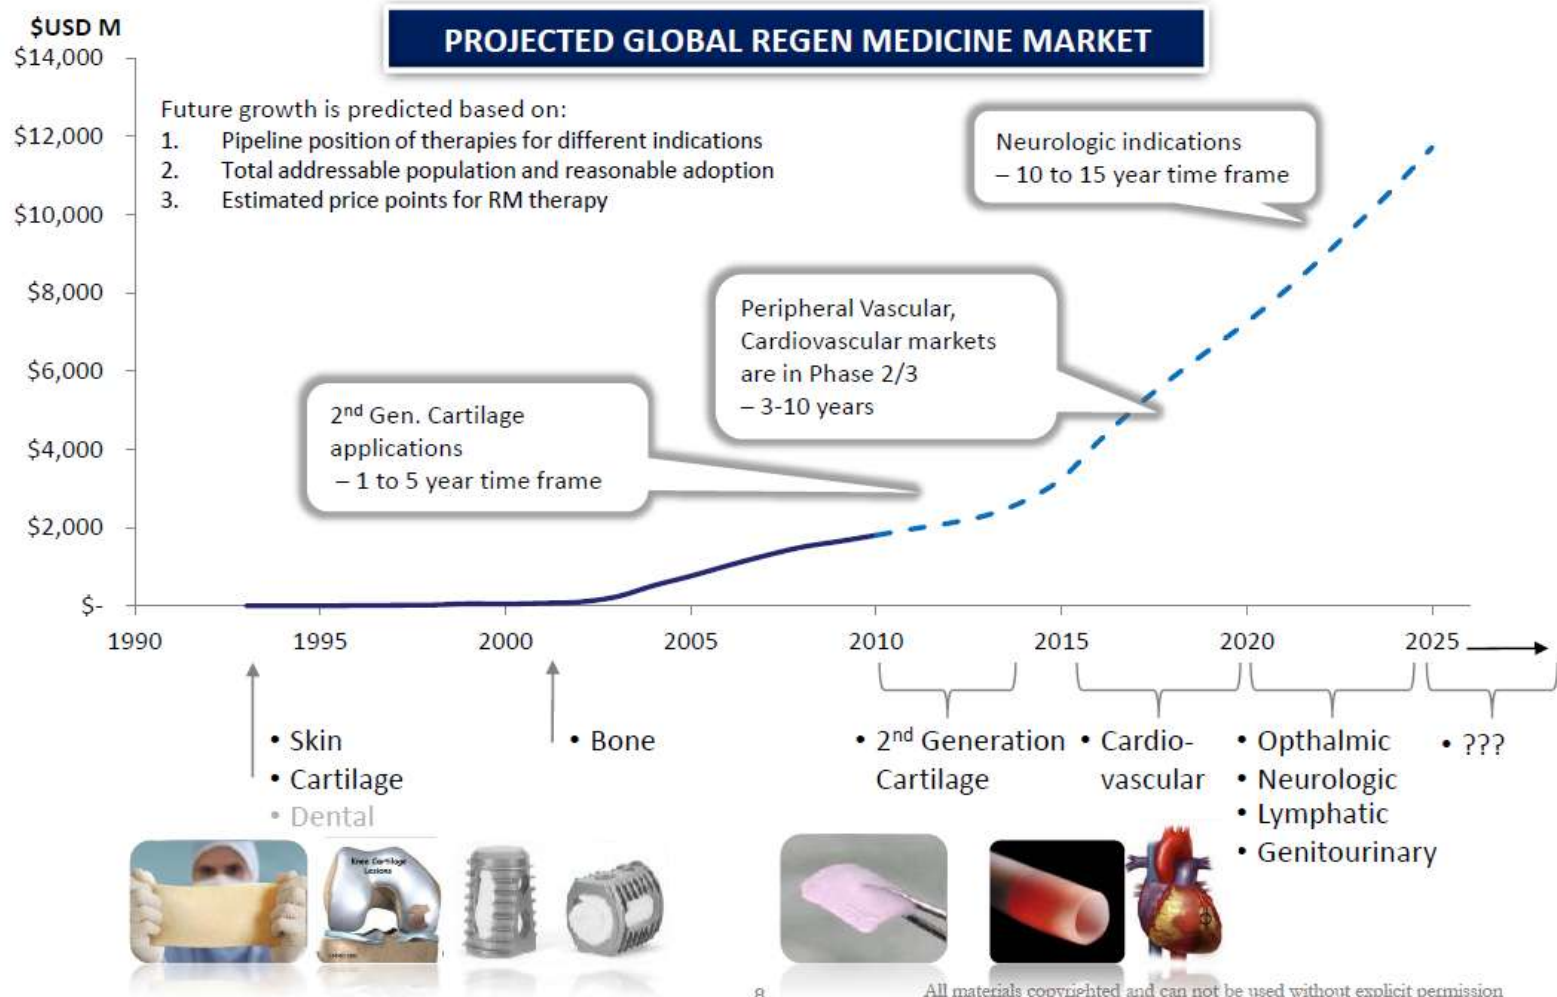 $USD M
PROJECTED GLOBAL REGEN MEDICINE MARKET
$14,000
$12,000
$10,000
$8,000
$6,000
$4,000
$2,000
$-
Future growth is predicted based on:
1. Pipeline position of therapies for different indications
2. Total addressable population and reasonable adoption
3. Estimated price points for RM therapy
Neurologic indications
– 10 to 15 year time frame
Peripheral Vascular,
Cardiovascular markets
are in Phase 2/3
– 3-10 years
2nd Gen. Cartilage
applications
– 1 to 5 year time frame
1990 1995 2000 2005 2010 2015 2020 2025
• Skin
• Cartilage
• Dental
• Bone
• 2nd Generation
Cartilage
• Cardio-
vascular
• Opthalmic
• Neurologic
• Lymphatic
• Genitourinary
• ???
Knee Cartilage
Lesions
8
All materials copyrighted and can not be used without explicit permission